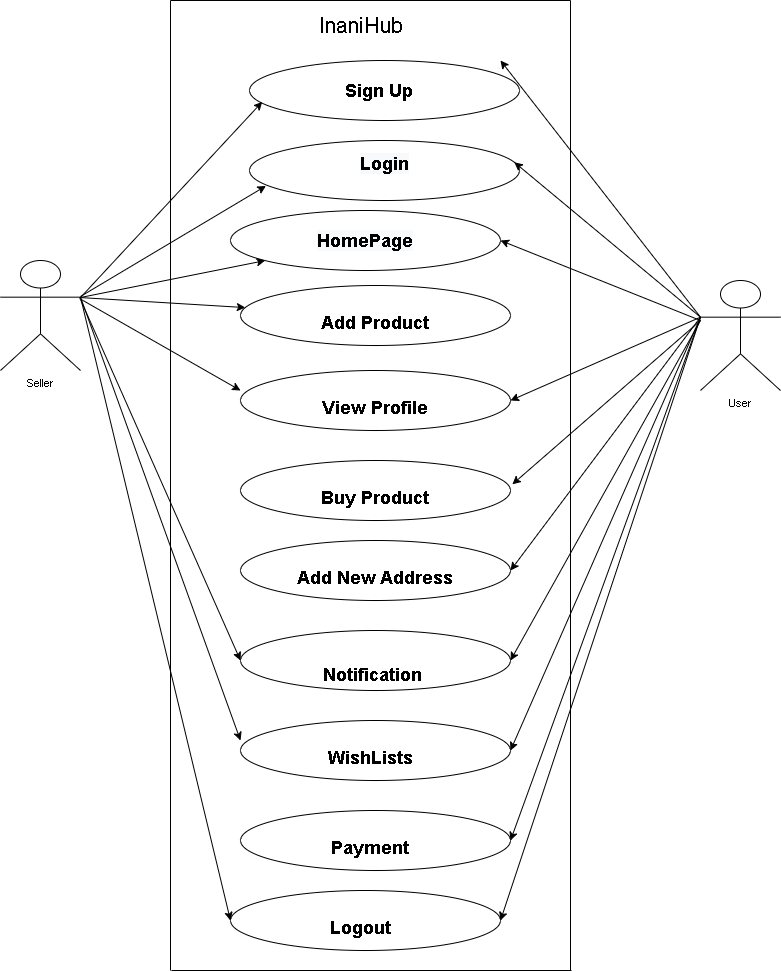 InaniHub
Sign Up
Login
HomePage
Add Product
Seller
View Profile
User
Buy Product
Add New Address
Notification
WishLists
Payment
Logout